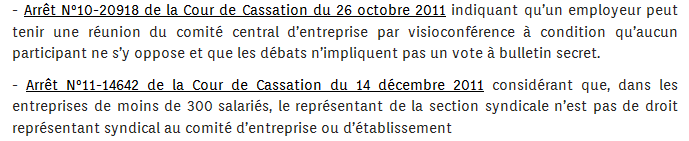 - Arrêt N°10-20918 de la Cour de Cassation du 26 octobre 2011 indiquant qu'un employeur peut
tenir une réunion du comité central d'entreprise par visioconférence à condition qu'aucun
participant ne s'y oppose et que les débats n'impliquent pas un vote à bulletin secret.
- Arrêt N°11-14642 de la Cour de Cassation du 14 décembre 2011 considérant que, dans les
entreprises de moins de 300 salariés, le représentant de la section syndicale n'est pas de droit
représentant syndical au comité d'entreprise ou d'établissement